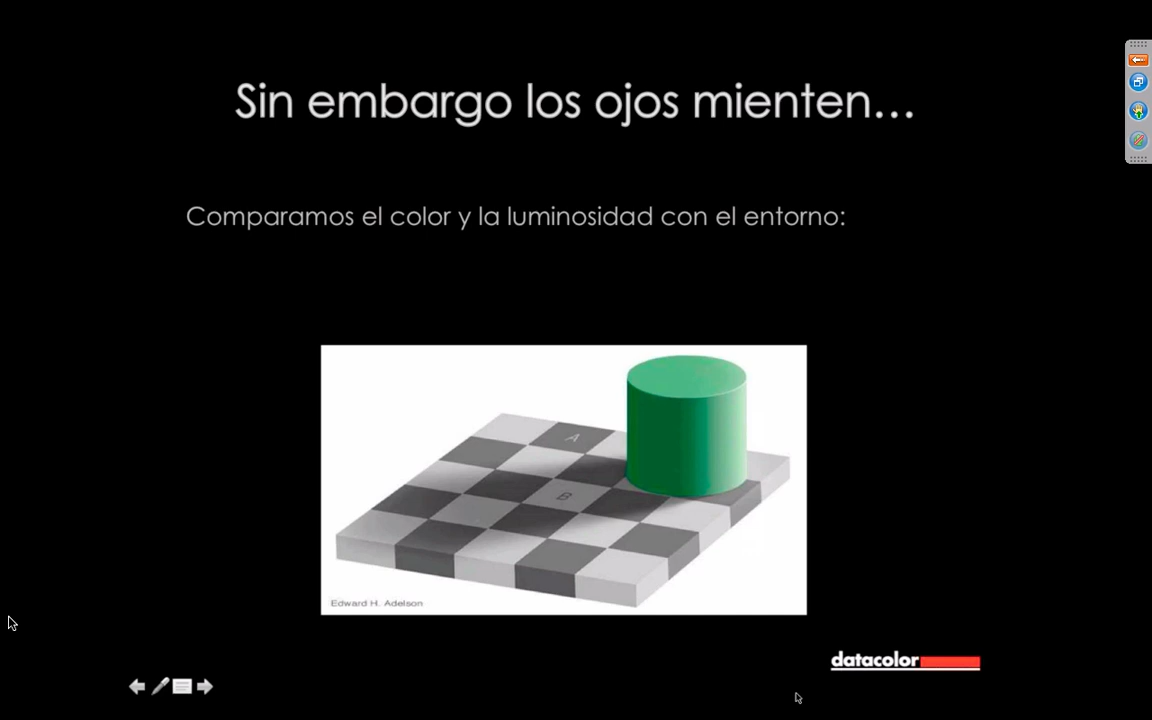 Sin embargo los ojos mienten...
Comparamos el color y la luminosidad con el entorno:
A
B
Edward H. Adelson
datacolor